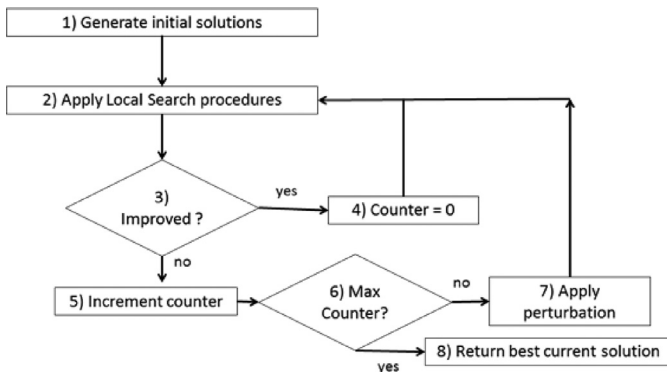 1) Generate initial solutions
2) Apply Local Search procedures
3)
Improved ?
yes
4) Counter = 0
no
5) Increment counter
6) Max
Counter?
no
7) Apply
perturbation
yes
8) Return best current solution